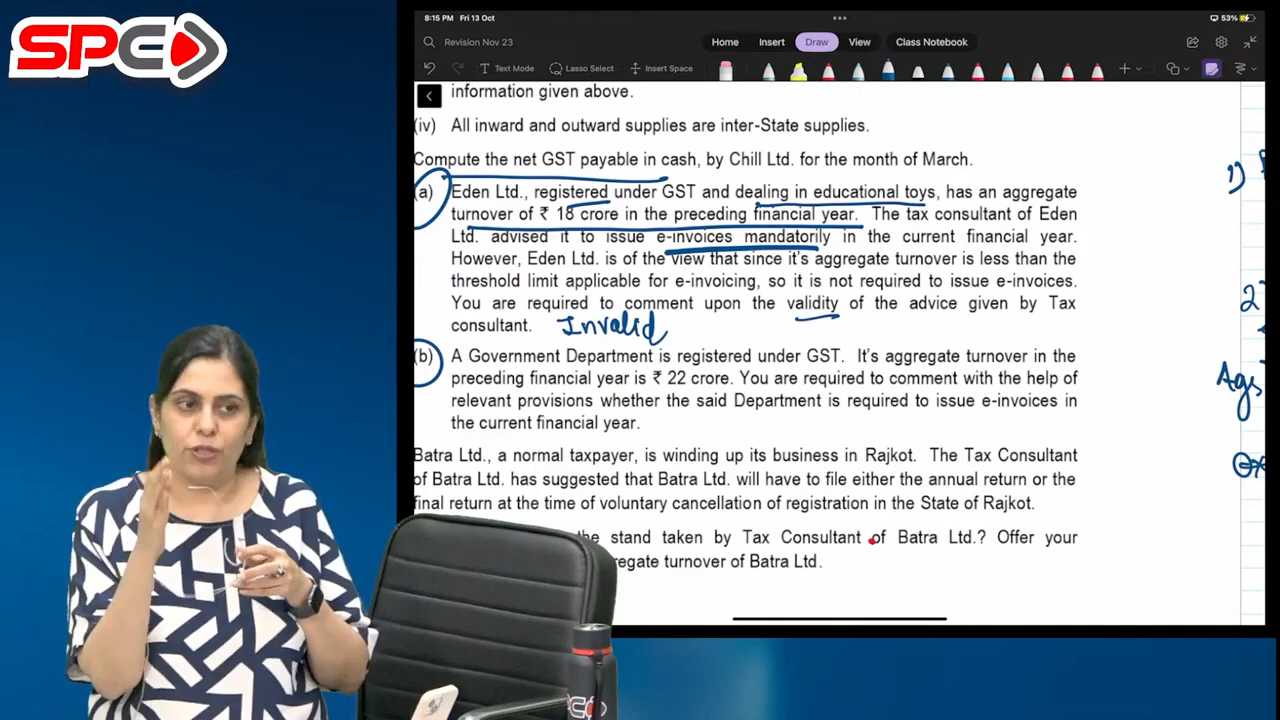 SPC
8:15 PM Fri 13 Oct
53%
Revision Nov 23
Home Insert Draw View Class Notebook
Text Mode Lasso Select Insert Space
information given above.
(iv) All inward and outward supplies are inter-State supplies.
Compute the net GST payable in cash, by Chill Ltd. for the month of March.
(a) Eden Ltd., registered under GST and dealing in educational toys, has an aggregate
turnover of ₹ 18 crore in the preceding financial year. The tax consultant of Eden
Ltd. advised it to issue e-invoices mandatorily in the current financial year.
However, Eden Ltd. is of the view that since it's aggregate turnover is less than the
threshold limit applicable for e-invoicing, so it is not required to issue e-invoices.
You are required to comment upon the validity of the advice given by Tax
consultant. Invalid
(b) A Government Department is registered under GST. It's aggregate turnover in the
preceding financial year is ₹ 22 crore. You are required to comment with the help of
relevant provisions whether the said Department is required to issue e-invoices in
the current financial year.
Batra Ltd., a normal taxpayer, is winding up its business in Rajkot. The Tax Consultant
of Batra Ltd. has suggested that Batra Ltd. will have to file either the annual return or the
final return at the time of voluntary cancellation of registration in the State of Rajkot.
the stand taken by Tax Consultant of Batra Ltd.? Offer your
turnover of Batra Ltd.
1)
2